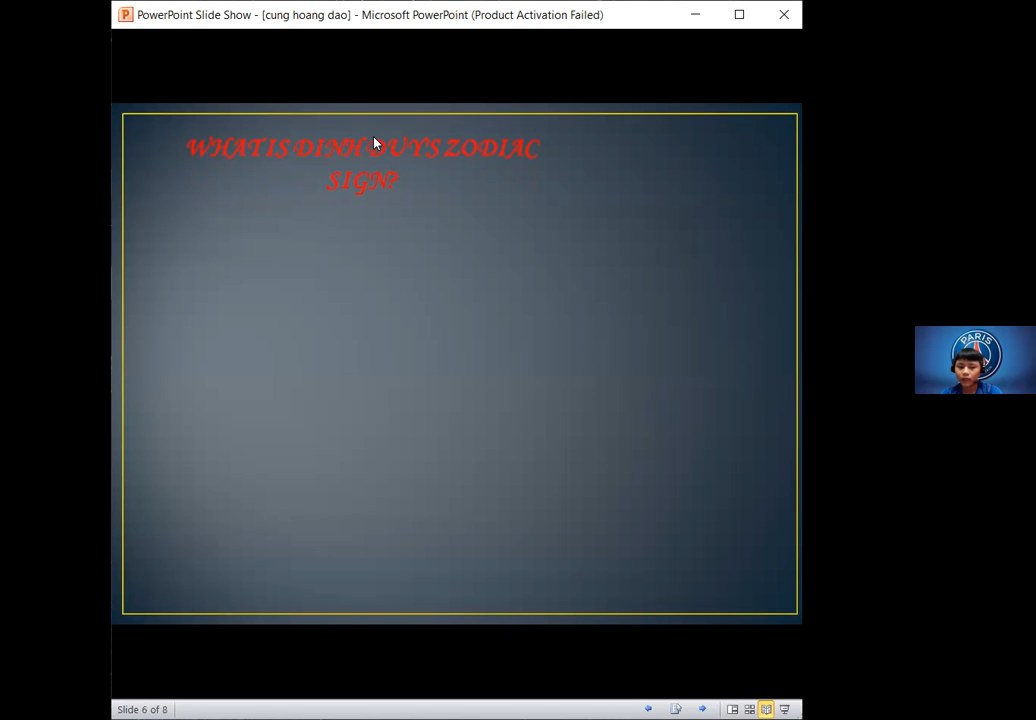 PowerPoint Slide Show - [cung hoang dao] - Microsoft PowerPoint (Product Activation Failed)
WHAT IS DINH DUYS ZODIAC
SIGN?
PARIS
Slide 6 of 8